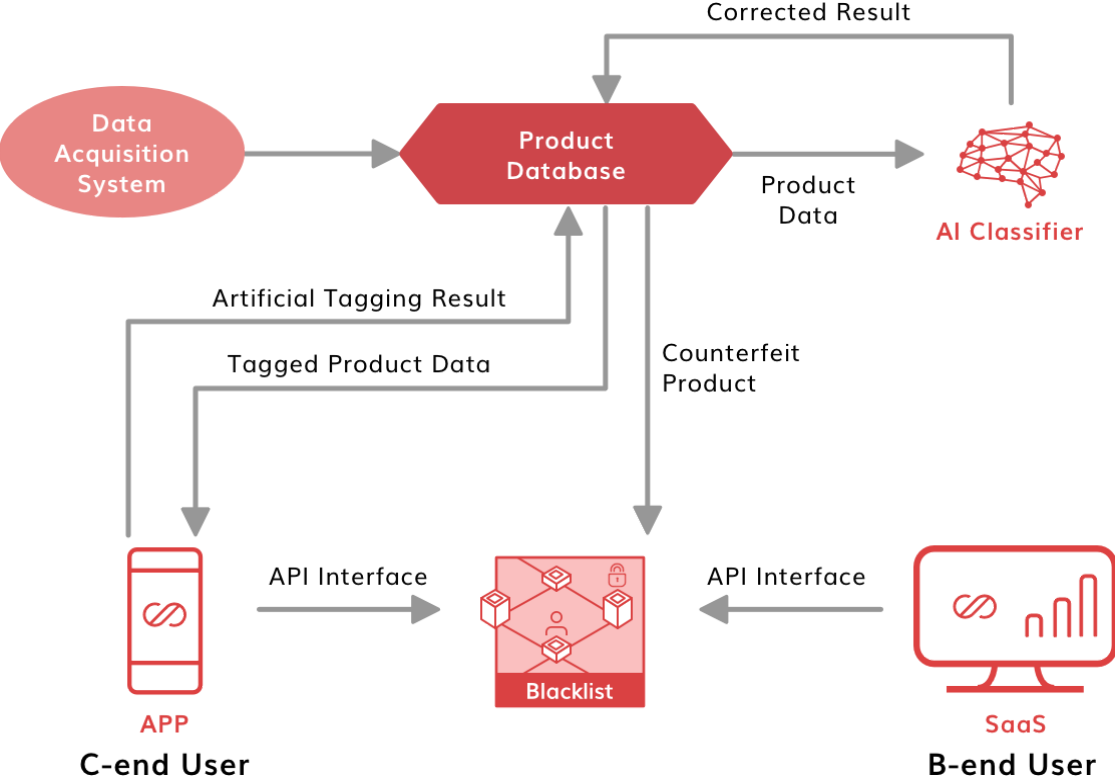 Corrected Result
Data
Acquisition
System
Product
Database
Product
Data
AI Classifier
Artificial Tagging Result
Tagged Product Data
Counterfeit
Product
API Interface
API Interface
Blacklist
APP
SaaS
C-end User
B-end User